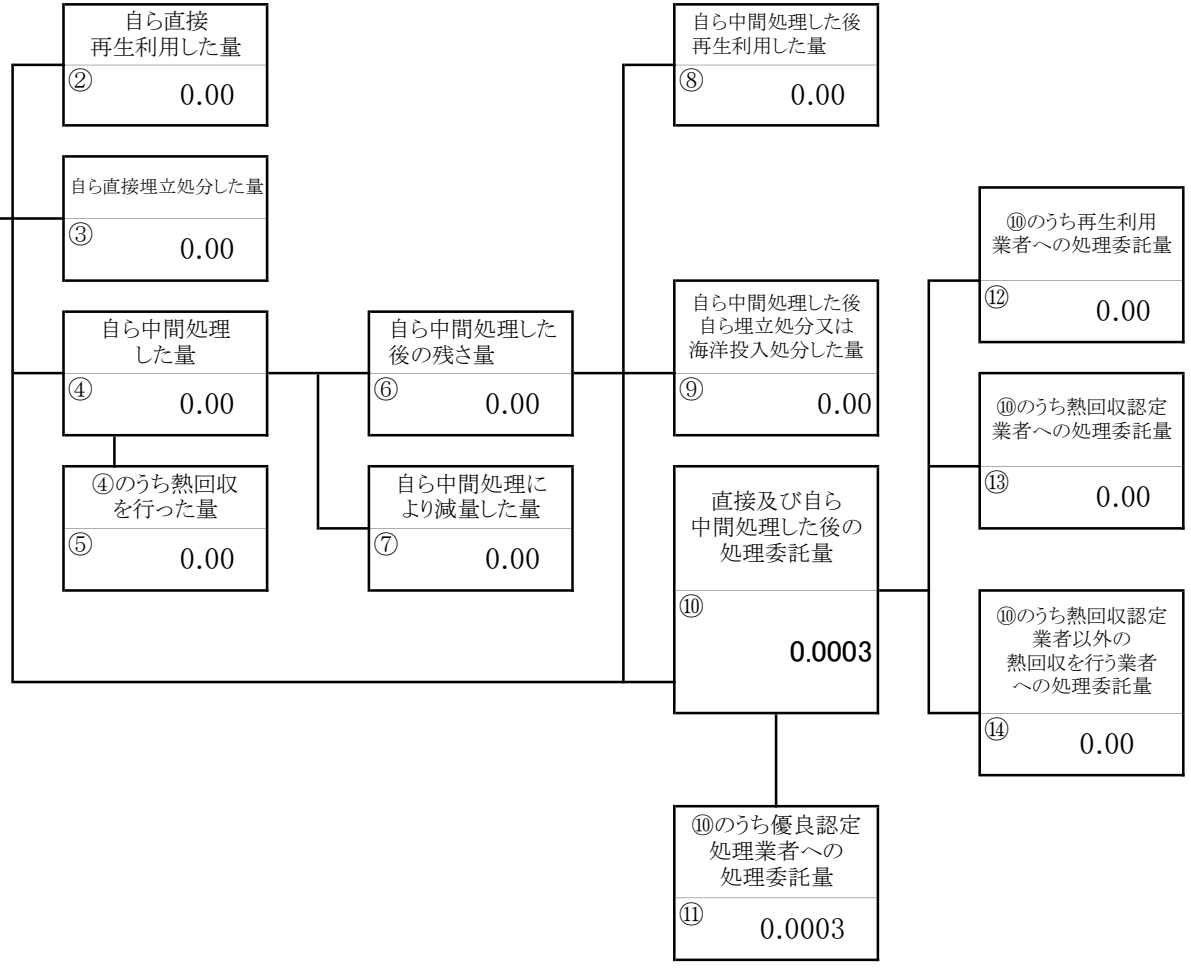 自ら直接
再生利用した量
②
0.00
自ら直接埋立処分した量
③
0.00
自ら中間処理
した量
④
0.00
④のうち熱回収
を行った量
⑤
0.00
自ら中間処理した
後の残さ量
⑥
0.00
自ら中間処理に
より減量した量
⑦
0.00
自ら中間処理した後
再生利用した量
⑧
0.00
自ら中間処理した後
自ら埋立処分又は
海洋投入処分した量
⑨
0.00
直接及び自ら
中間処理した後の
処理委託量
⑩
0.0003
⑩のうち優良認定
処理業者への
処理委託量
⑪
0.0003
⑩のうち再生利用
業者への処理委託量
⑫
0.00
⑩のうち熱回収認定
業者への処理委託量
⑬
0.00
⑩のうち熱回収認定
業者以外の
熱回収を行う業者
への処理委託量
⑭
0.00